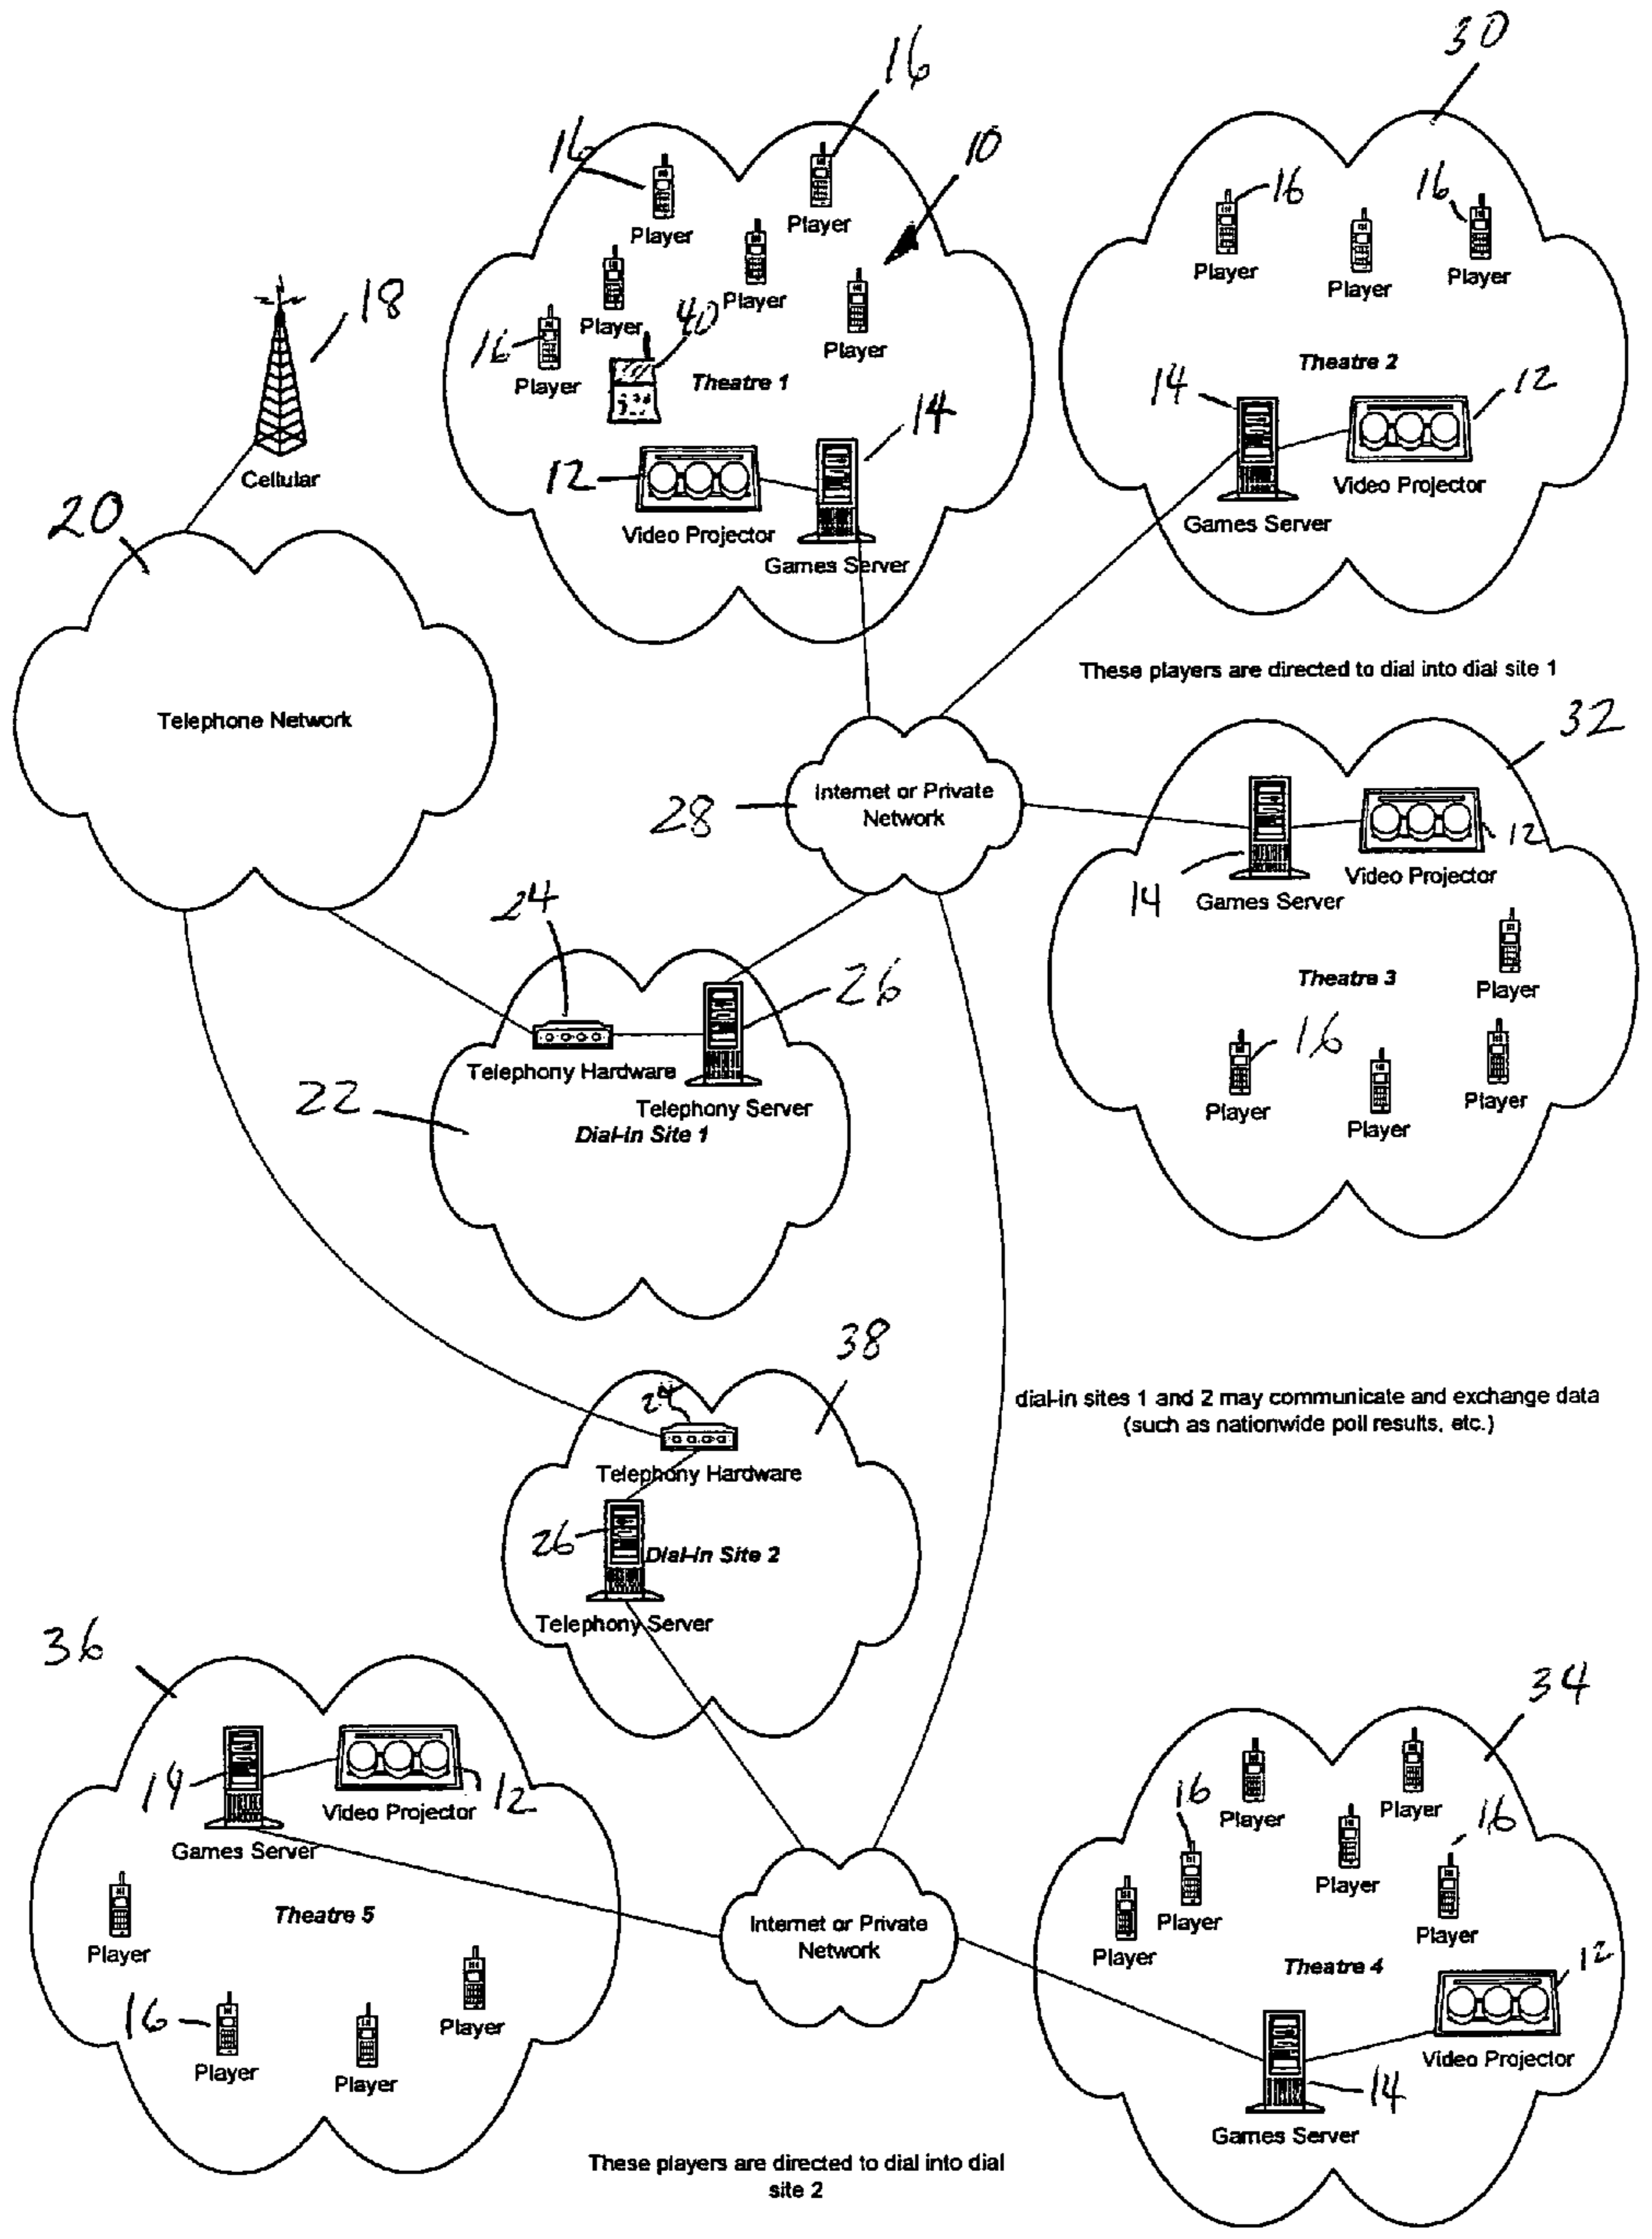 30
16
16
10
16
16
Player
Player
Player
Player
Player
Player
Player
Player
Player
18
40
16
Theatre 1
Theatre 2
14
12
14
12
Cellular
Video Projector
Games Server
Video Projector
Games Server
20
These players are directed to dial into dial site 1
Telephone Network
32
28
Internet or Private
Network
12
14
Video Projector
Games Server
24
26
Theatre 3
Player
16
Player
Player
Player
Telephony Hardware
22
Telephony Server
Dial-in Site 1
38
24
dial-in sites 1 and 2 may communicate and exchange data
(such as nationwide poll results, etc.)
Telephony Hardware
26
Dial-in Site 2
Telephony Server
36
34
14
12
Video Projector
Games Server
16
16
Player
Player
Player
Player
Player
Player
Theatre 5
Player
Internet or Private
Network
Theatre 4
12
16
Player
Player
Player
Video Projector
14
Games Server
These players are directed to dial into dial
site 2